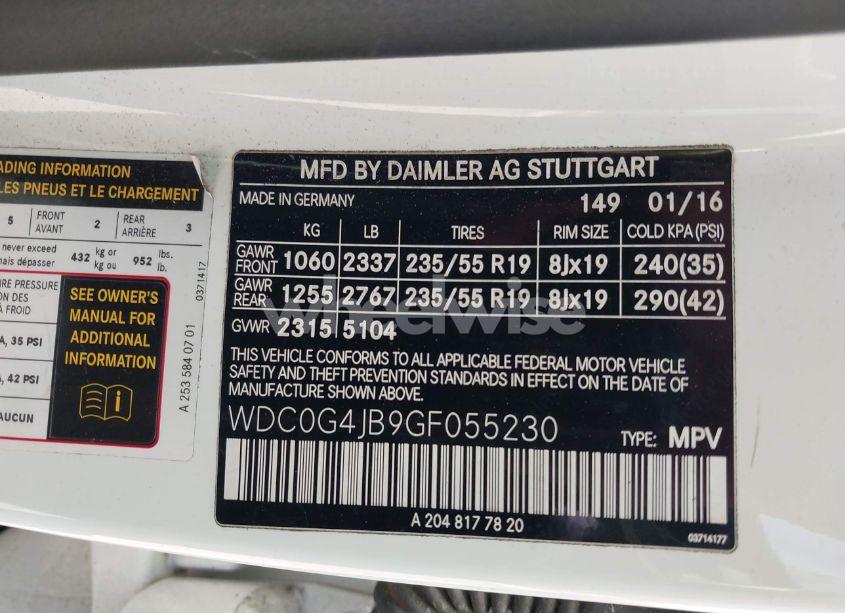 ADING INFORMATION
LES PNEUS ET LE CHARGEMENT
5 FRONT AVANT 2 REAR ARRIÈRE 3
never exceed
mais dépasser 432 kg or kg ou 952 lbs. lb.
IRE PRESSURE
ION DES
À FROID
A, 35 PSI
A, 42 PSI
AUCUN
SEE OWNER'S
MANUAL FOR
ADDITIONAL
INFORMATION
A 253 584 07 01
0371417
MFD BY DAIMLER AG STUTTGART
MADE IN GERMANY 149 01/16
KG LB TIRES RIM SIZE COLD KPA (PSI)
GAWR FRONT 1060 2337 235/55 R19 8Jx19 240(35)
GAWR REAR 1255 2767 235/55 R19 8Jx19 290(42)
GVWR 2315 5104
THIS VEHICLE CONFORMS TO ALL APPLICABLE FEDERAL MOTOR VEHICLE
SAFETY AND THEFT PREVENTION STANDARDS IN EFFECT ON THE DATE OF
MANUFACTURE SHOWN ABOVE.
WDC0G4JB9GF055230 TYPE: MPV
A 204 817 78 20
03714177
wheelwise